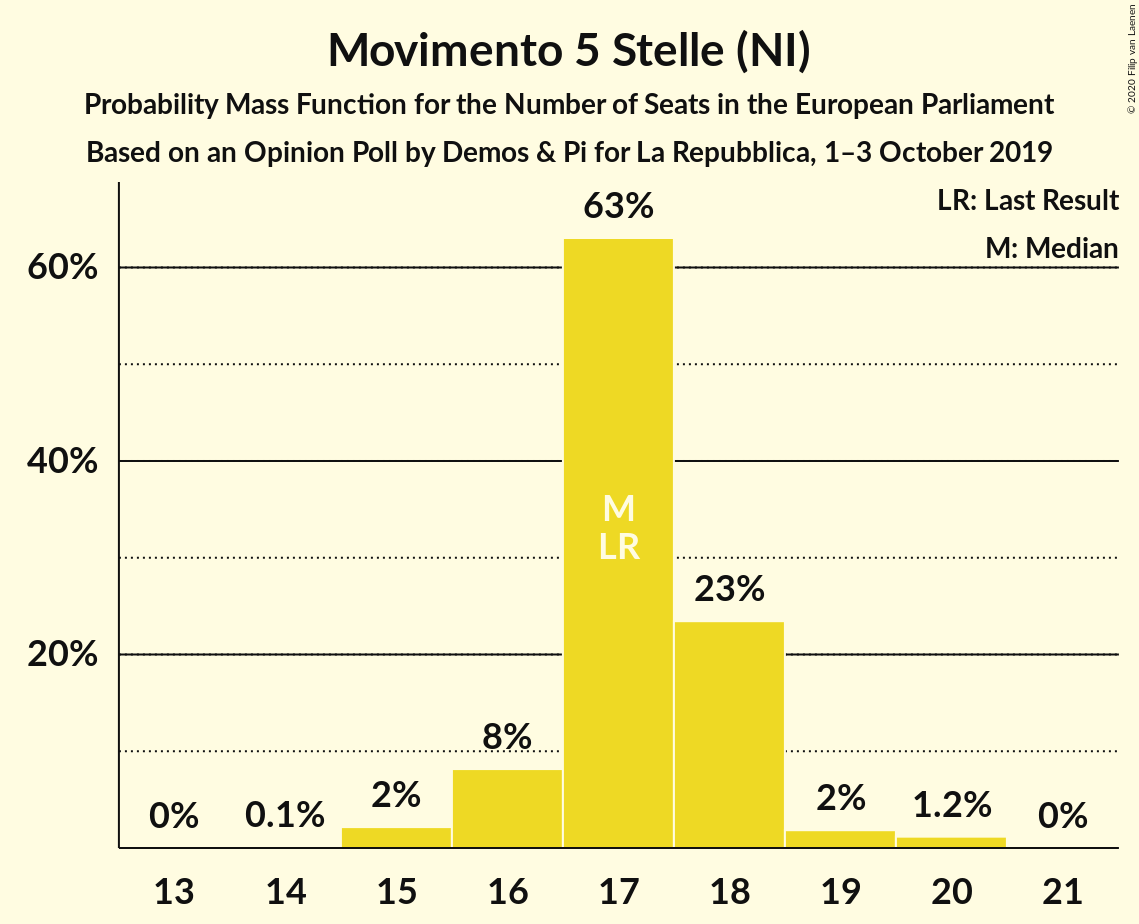 Movimento 5 Stelle (NI)
Probability Mass Function for the Number of Seats in the European Parliament
Based on an Opinion Poll by Demos & Pi for La Repubblica, 1–3 October 2019
© 2020 Filip van Laenen
LR: Last Result
M: Median
63%
60%
40%
M
LR
23%
20%
8%
2%
2%
1.2%
0%
0.1%
0%
13 14 15 16 17 18 19 20 21